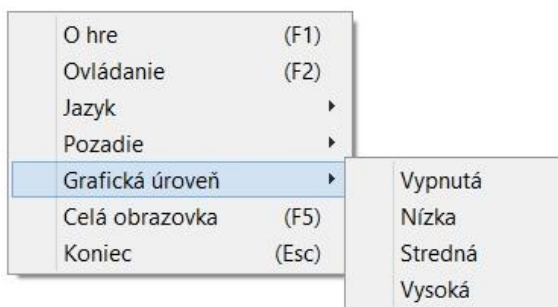 O hre (F1)
Ovládanie (F2)
Jazyk
Pozadie
Grafická úroveň
Celá obrazovka (F5)
Koniec (Esc)
Vypnutá
Nízka
Stredná
Vysoká